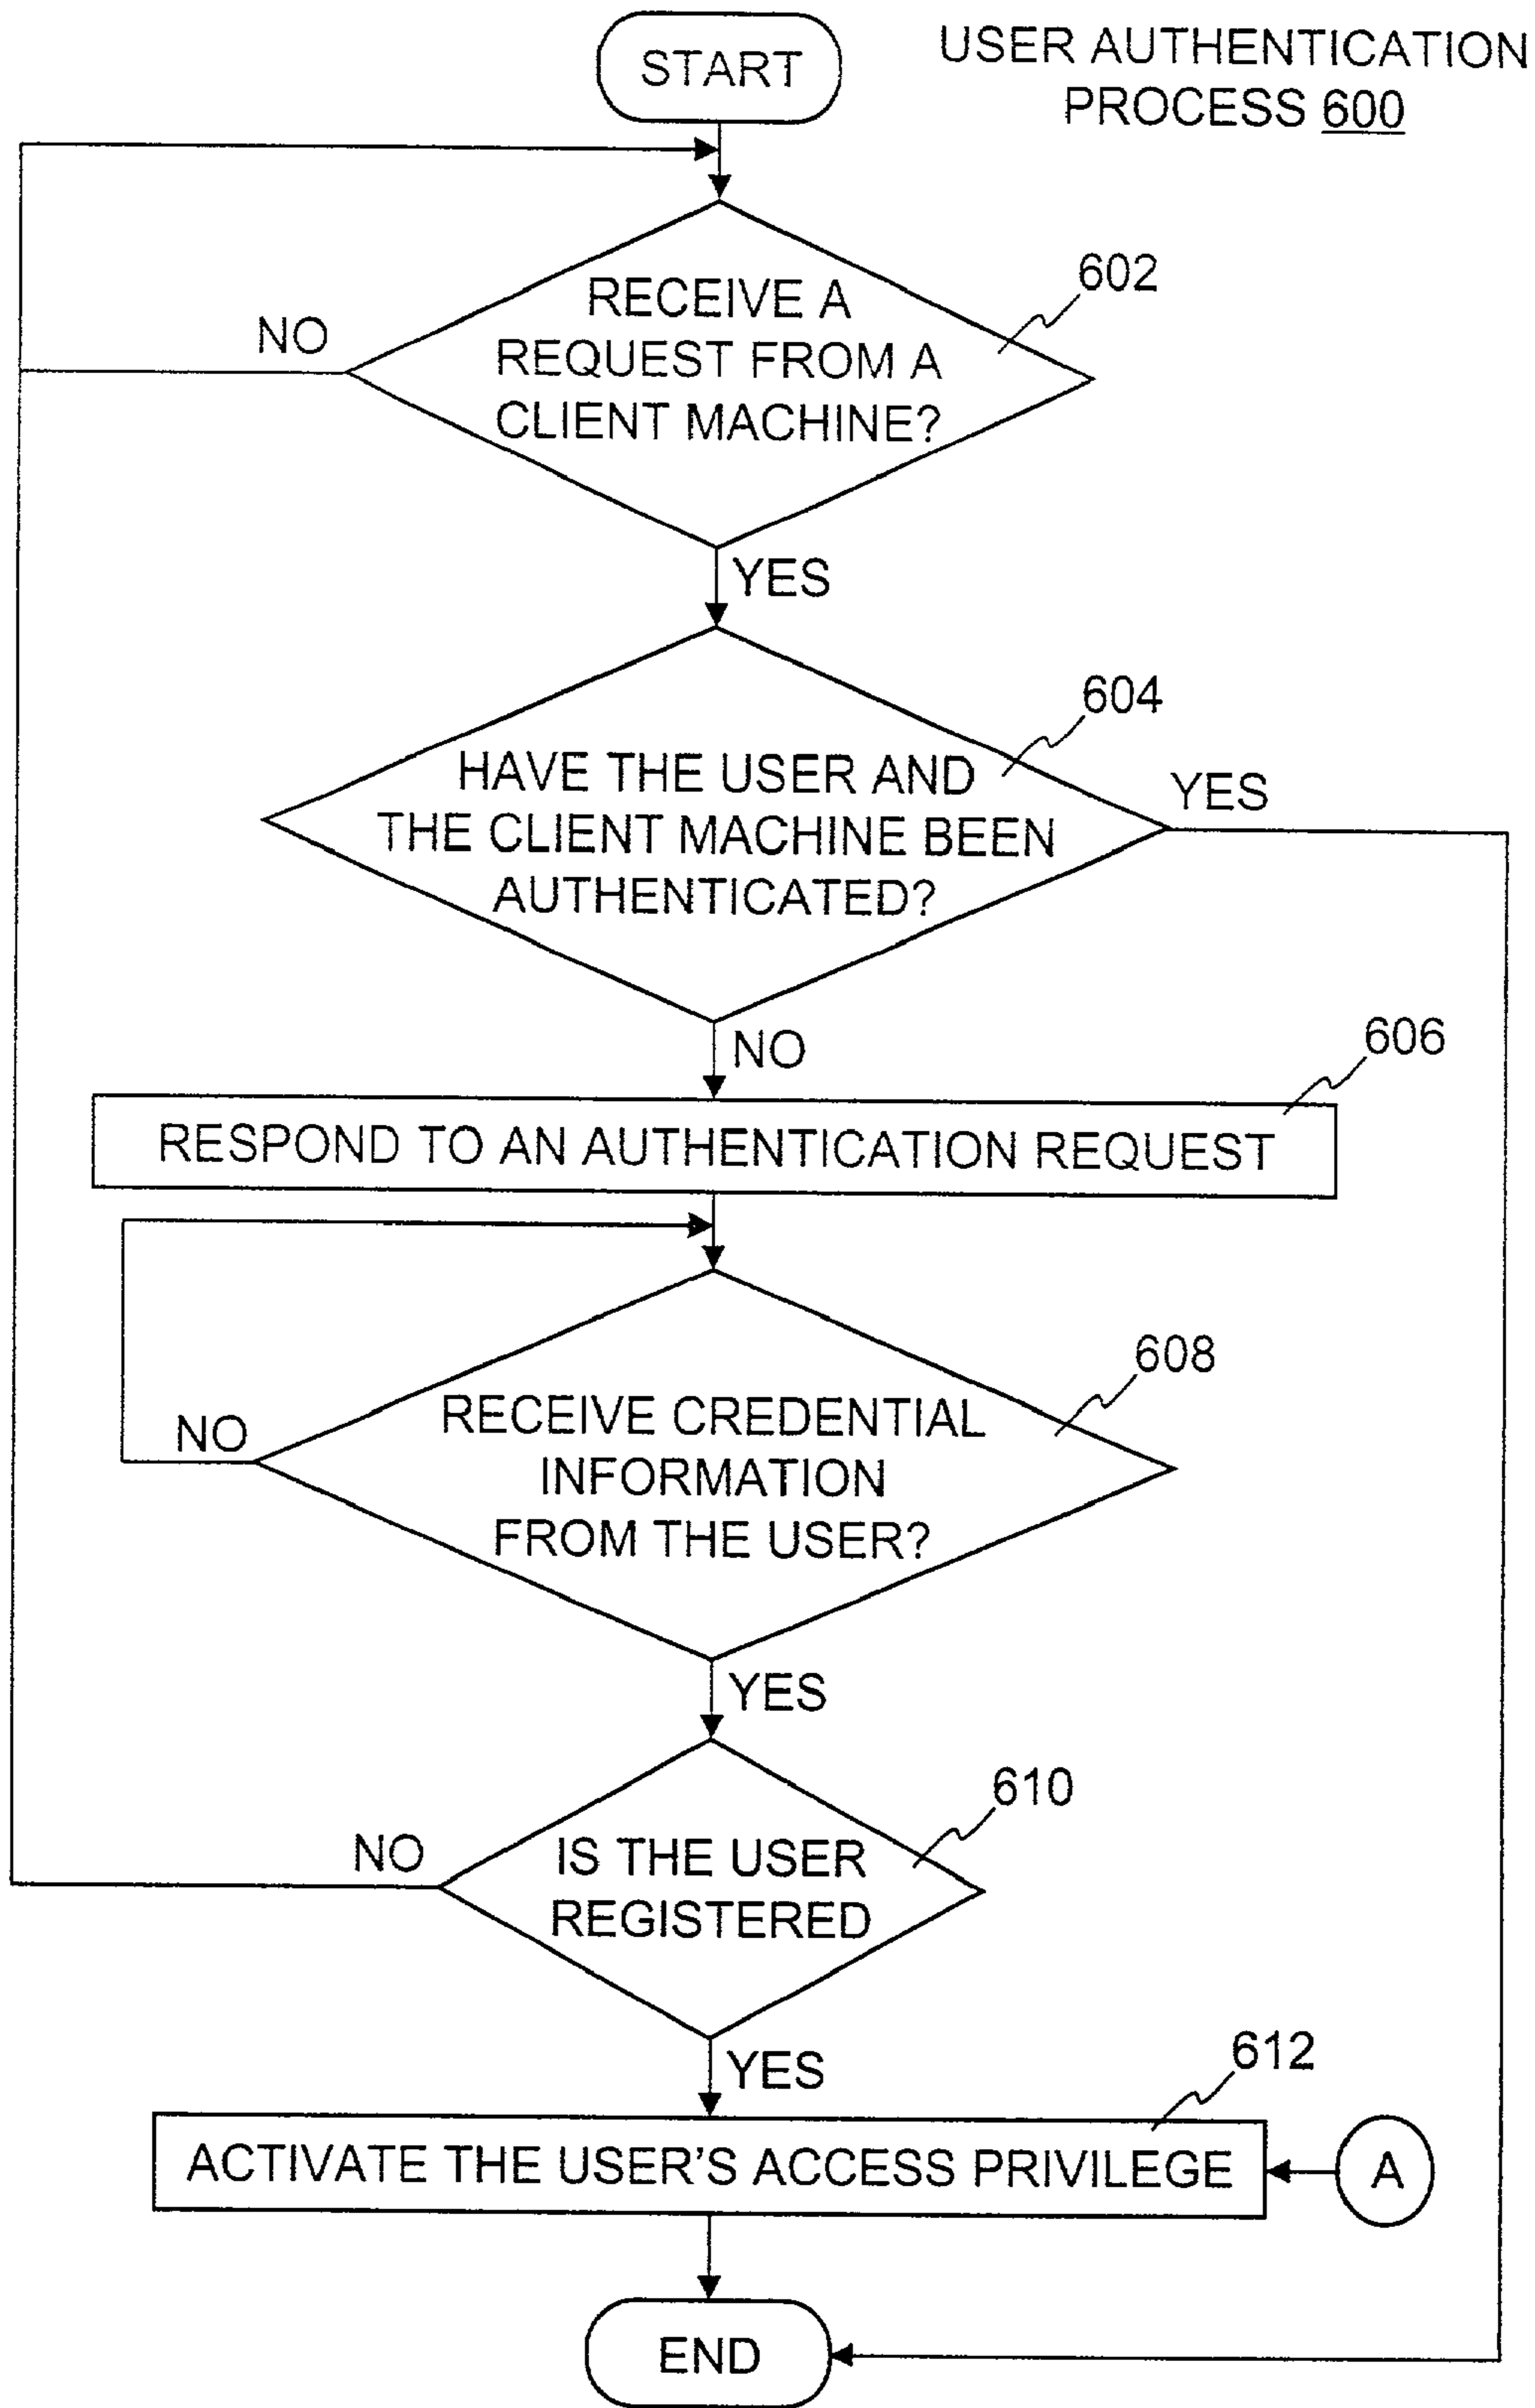 START
USER AUTHENTICATION
PROCESS 600
602
RECEIVE A
REQUEST FROM A
CLIENT MACHINE?
NO
YES
604
HAVE THE USER AND
THE CLIENT MACHINE BEEN
AUTHENTICATED?
YES
NO
606
RESPOND TO AN AUTHENTICATION REQUEST
608
RECEIVE CREDENTIAL
INFORMATION
FROM THE USER?
NO
YES
610
IS THE USER
REGISTERED
NO
YES
612
ACTIVATE THE USER'S ACCESS PRIVILEGE
A
END